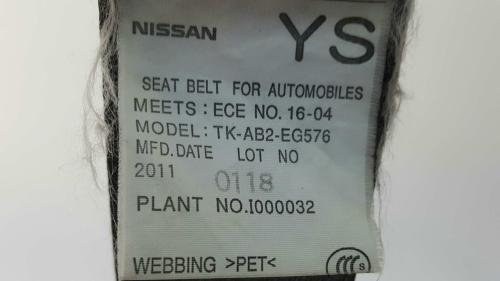 NISSAN YS
SEAT BELT FOR AUTOMOBILES
MEETS: ECE NO. 16-04
MODEL: TK-AB2-EG576
MFD.DATE LOT NO
2011 0118
PLANT NO.I000032
WEBBING >PET< CCC S